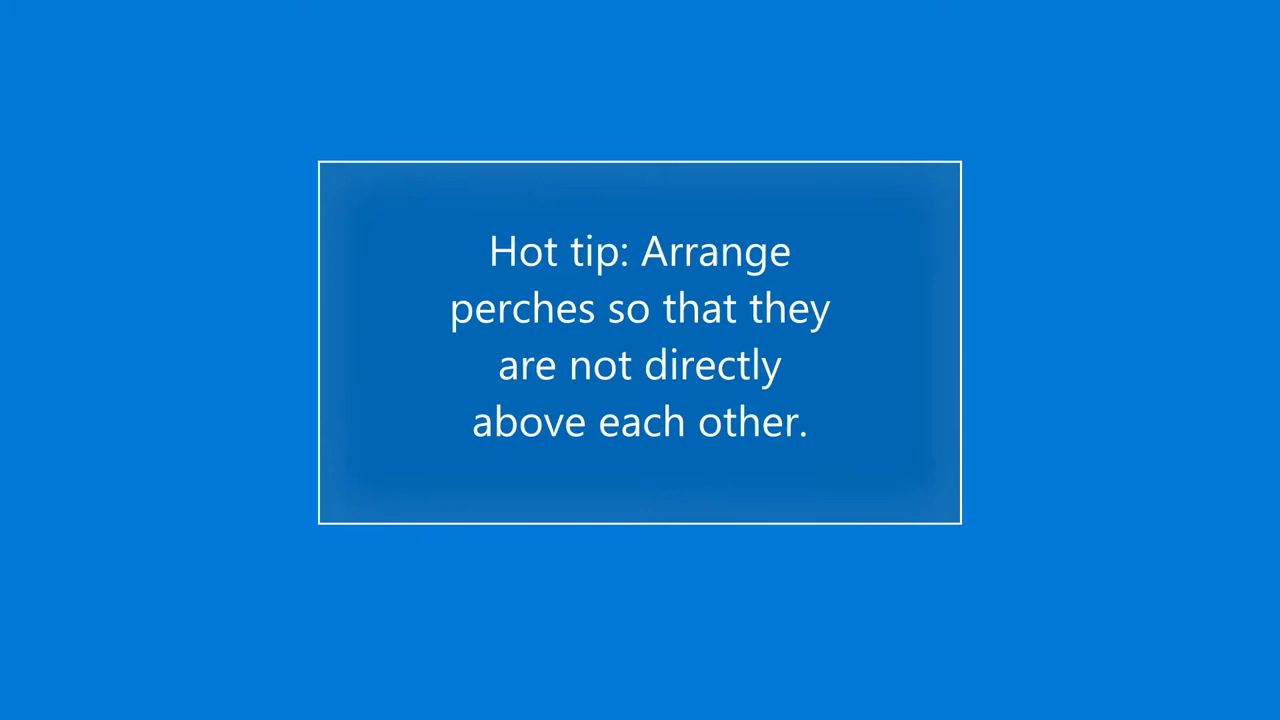 Hot tip: Arrange
perches so that they
are not directly
above each other.